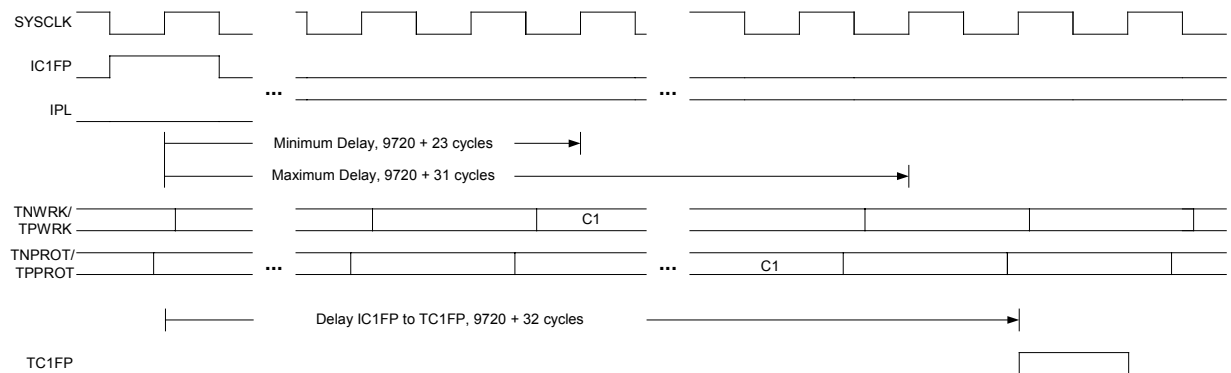 SYSCLK
IC1FP
... ...
IPL
Minimum Delay, 9720 + 23 cycles
Maximum Delay, 9720 + 31 cycles
TNWRK/
TPWRK
C1
TNPROT/
TPPROT
... ...
C1
Delay IC1FP to TC1FP, 9720 + 32 cycles
TC1FP